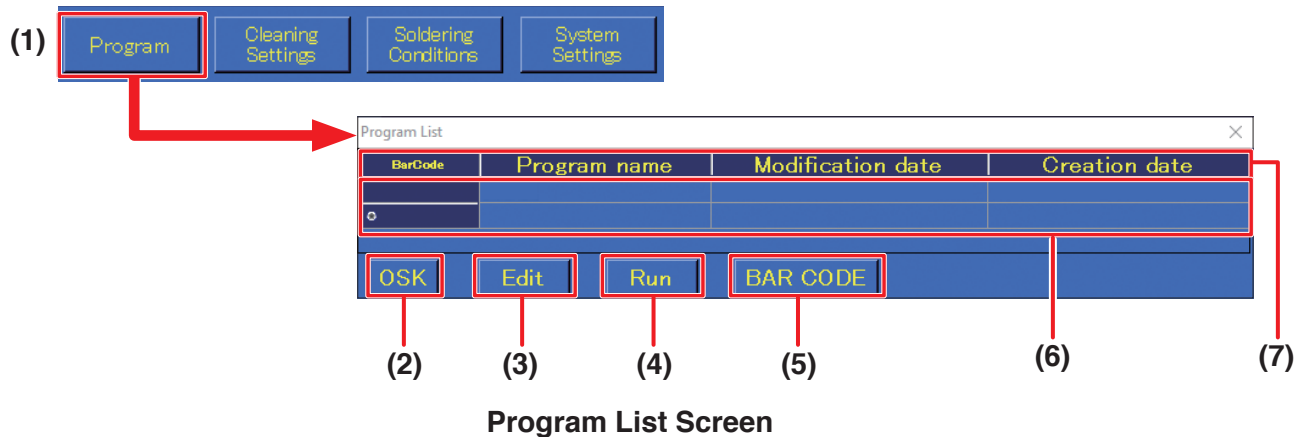 (1)
Program
Cleaning
Settings
Soldering
Conditions
System
Settings
Program List
BarCode Program name Modification date Creation date
OSK Edit Run BAR CODE
(2) (3) (4) (5) (6) (7)
Program List Screen